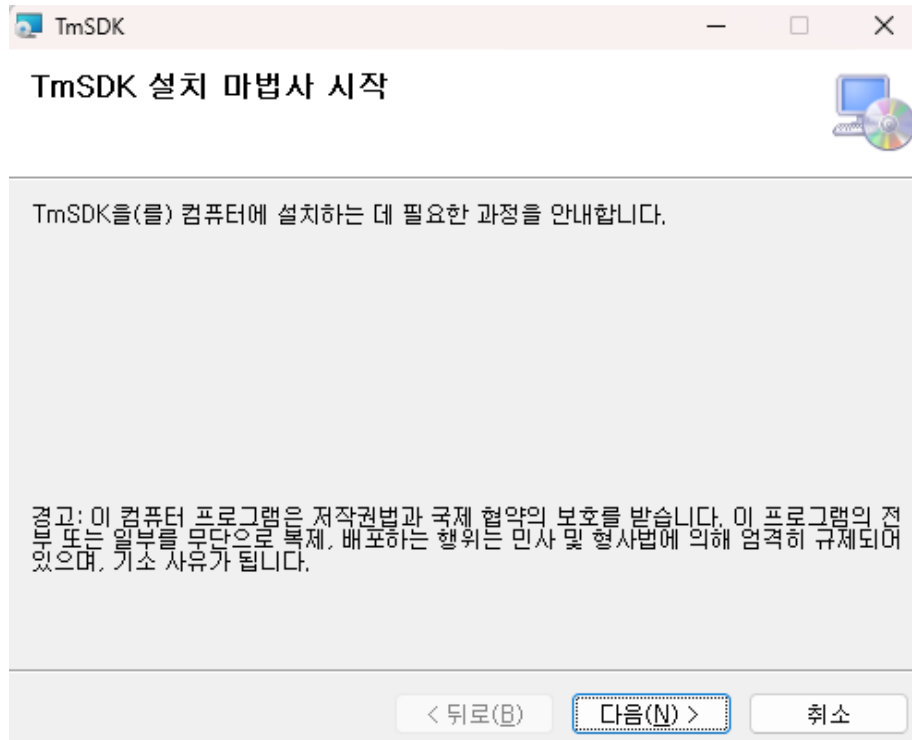 TmSDK
TmSDK 설치 마법사 시작
TmSDK을(를) 컴퓨터에 설치하는 데 필요한 과정을 안내합니다.
경고: 이 컴퓨터 프로그램은 저작권법과 국제 협약의 보호를 받습니다. 이 프로그램의 전
부 또는 일부를 무단으로 복제, 배포하는 행위는 민사 및 형사법에 의해 엄격히 규제되어
있으며, 기소 사유가 됩니다.
< 뒤로(B) 다음(N) > 취소